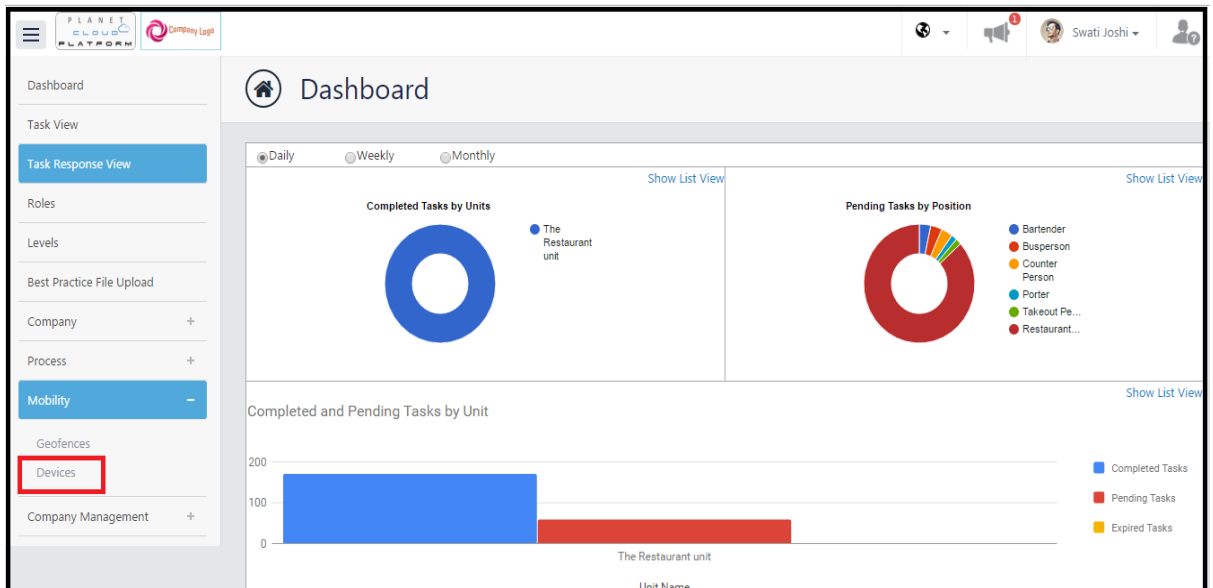 PLANET
CLOUD
PLATFORM
Company Logo
1
Swati Joshi
Dashboard
Task View
Task Response View
Roles
Levels
Best Practice File Upload
Company +
Process +
Mobility −
Geofences
Devices
Company Management +
Dashboard
Daily Weekly Monthly
Show List View
Completed Tasks by Units
The
Restaurant
unit
Show List View
Pending Tasks by Position
Bartender
Busperson
Counter
Person
Porter
Takeout Pe...
Restaurant...
Show List View
Completed and Pending Tasks by Unit
200
100
0
The Restaurant unit
Unit Name
Completed Tasks
Pending Tasks
Expired Tasks